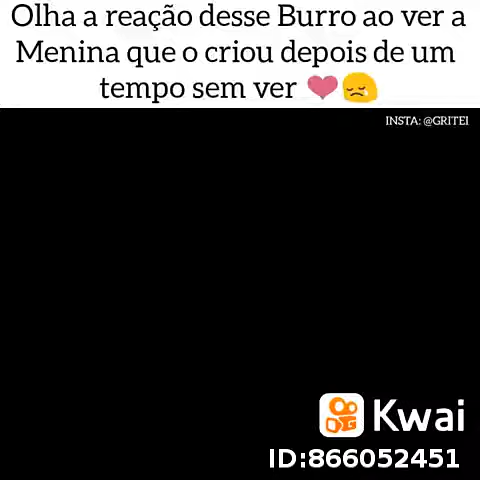 Olha a reação desse Burro ao ver a
Menina que o criou depois de um
tempo sem ver ❤️😢
INSTA: @GRITEI
Kwai
ID:866052451